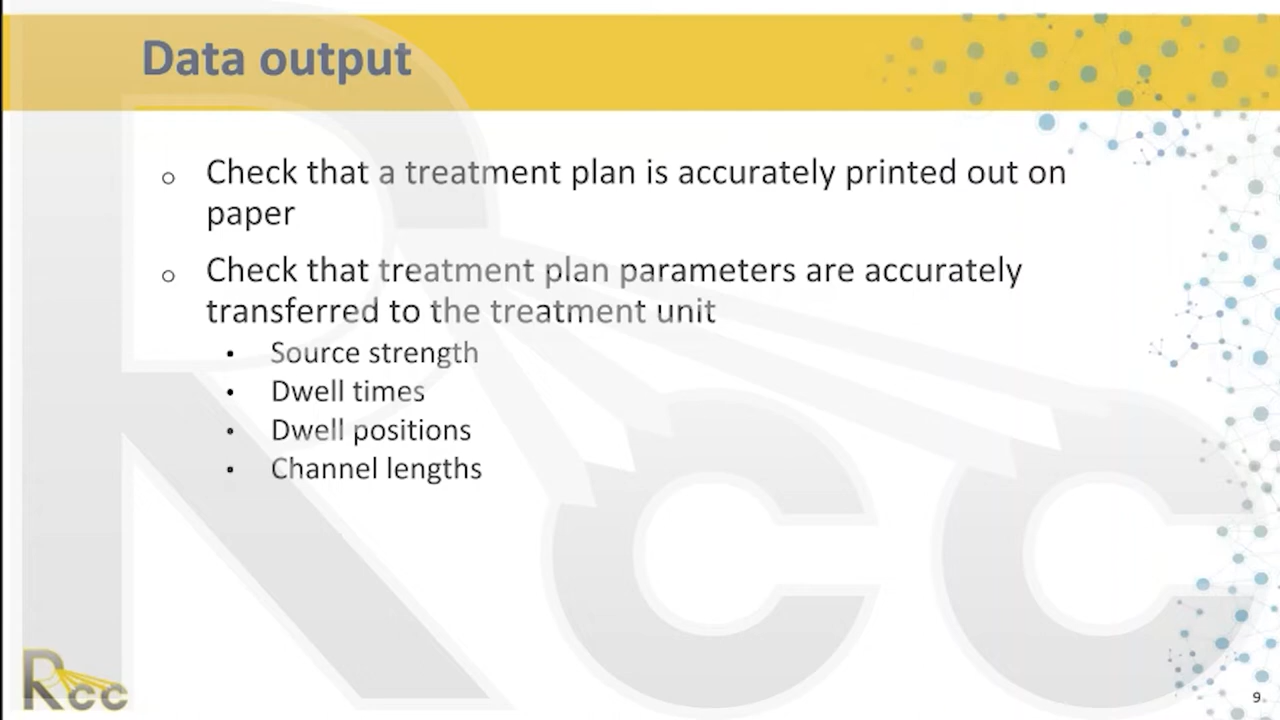 Data output
○ Check that a treatment plan is accurately printed out on
paper
○ Check that treatment plan parameters are accurately
transferred to the treatment unit
• Source strength
• Dwell times
• Dwell positions
• Channel lengths
Rcc
9